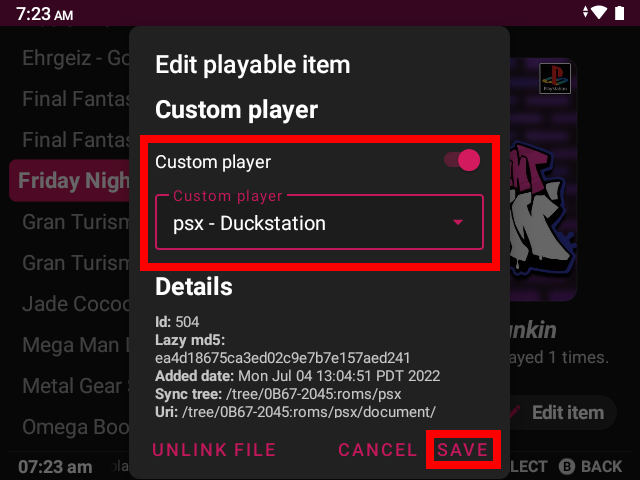 7:23 AM
Ehrgeiz - Go
Final Fantas
Final Fantas
Friday Nigh
Gran Turism
Gran Turism
Jade Cococ
Mega Man
Metal Gear
Omega Boo
07:23 am
Edit playable item
Custom player
Custom player
Custom player
psx - Duckstation
Details
Id: 504
Lazy md5:
ea4d18675ca3ed02c9e7b7e157aed241
Added date: Mon Jul 04 13:04:51 PDT 2022
Sync tree: /tree/0B67-2045:roms/psx
Uri: /tree/0B67-2045:roms/psx/document/
UNLINK FILE
CANCEL
SAVE
PlayStation
unkin
ayed 1 times.
Edit item
LECT B BACK